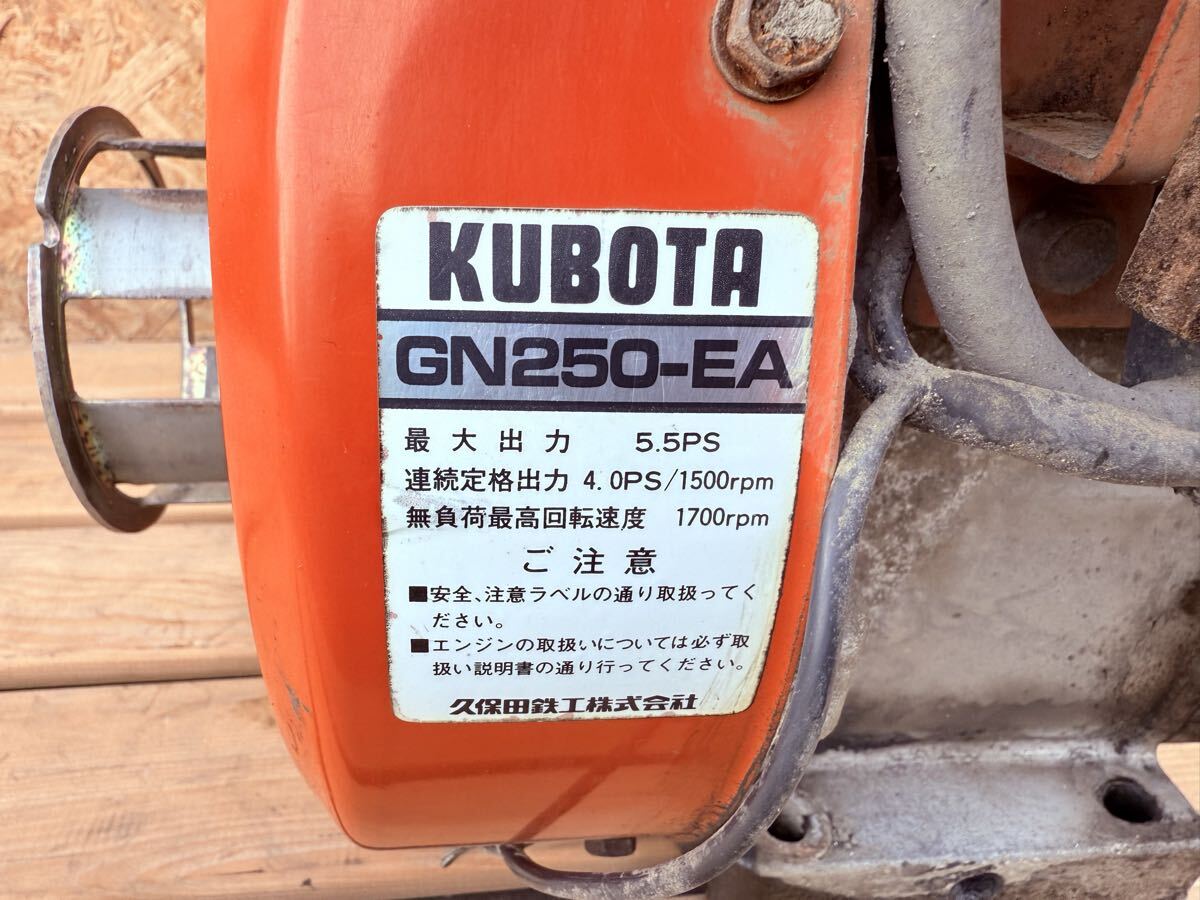 KUBOTA
GN250-EA
最大出力 5.5PS
連続定格出力 4.0PS/1500rpm
無負荷最高回転速度 1700rpm
ご注意
■安全、注意ラベルの通り取扱ってく
ださい。
■エンジンの取扱いについては必ず取
扱い説明書の通り行ってください。
久保田鉄工株式会社